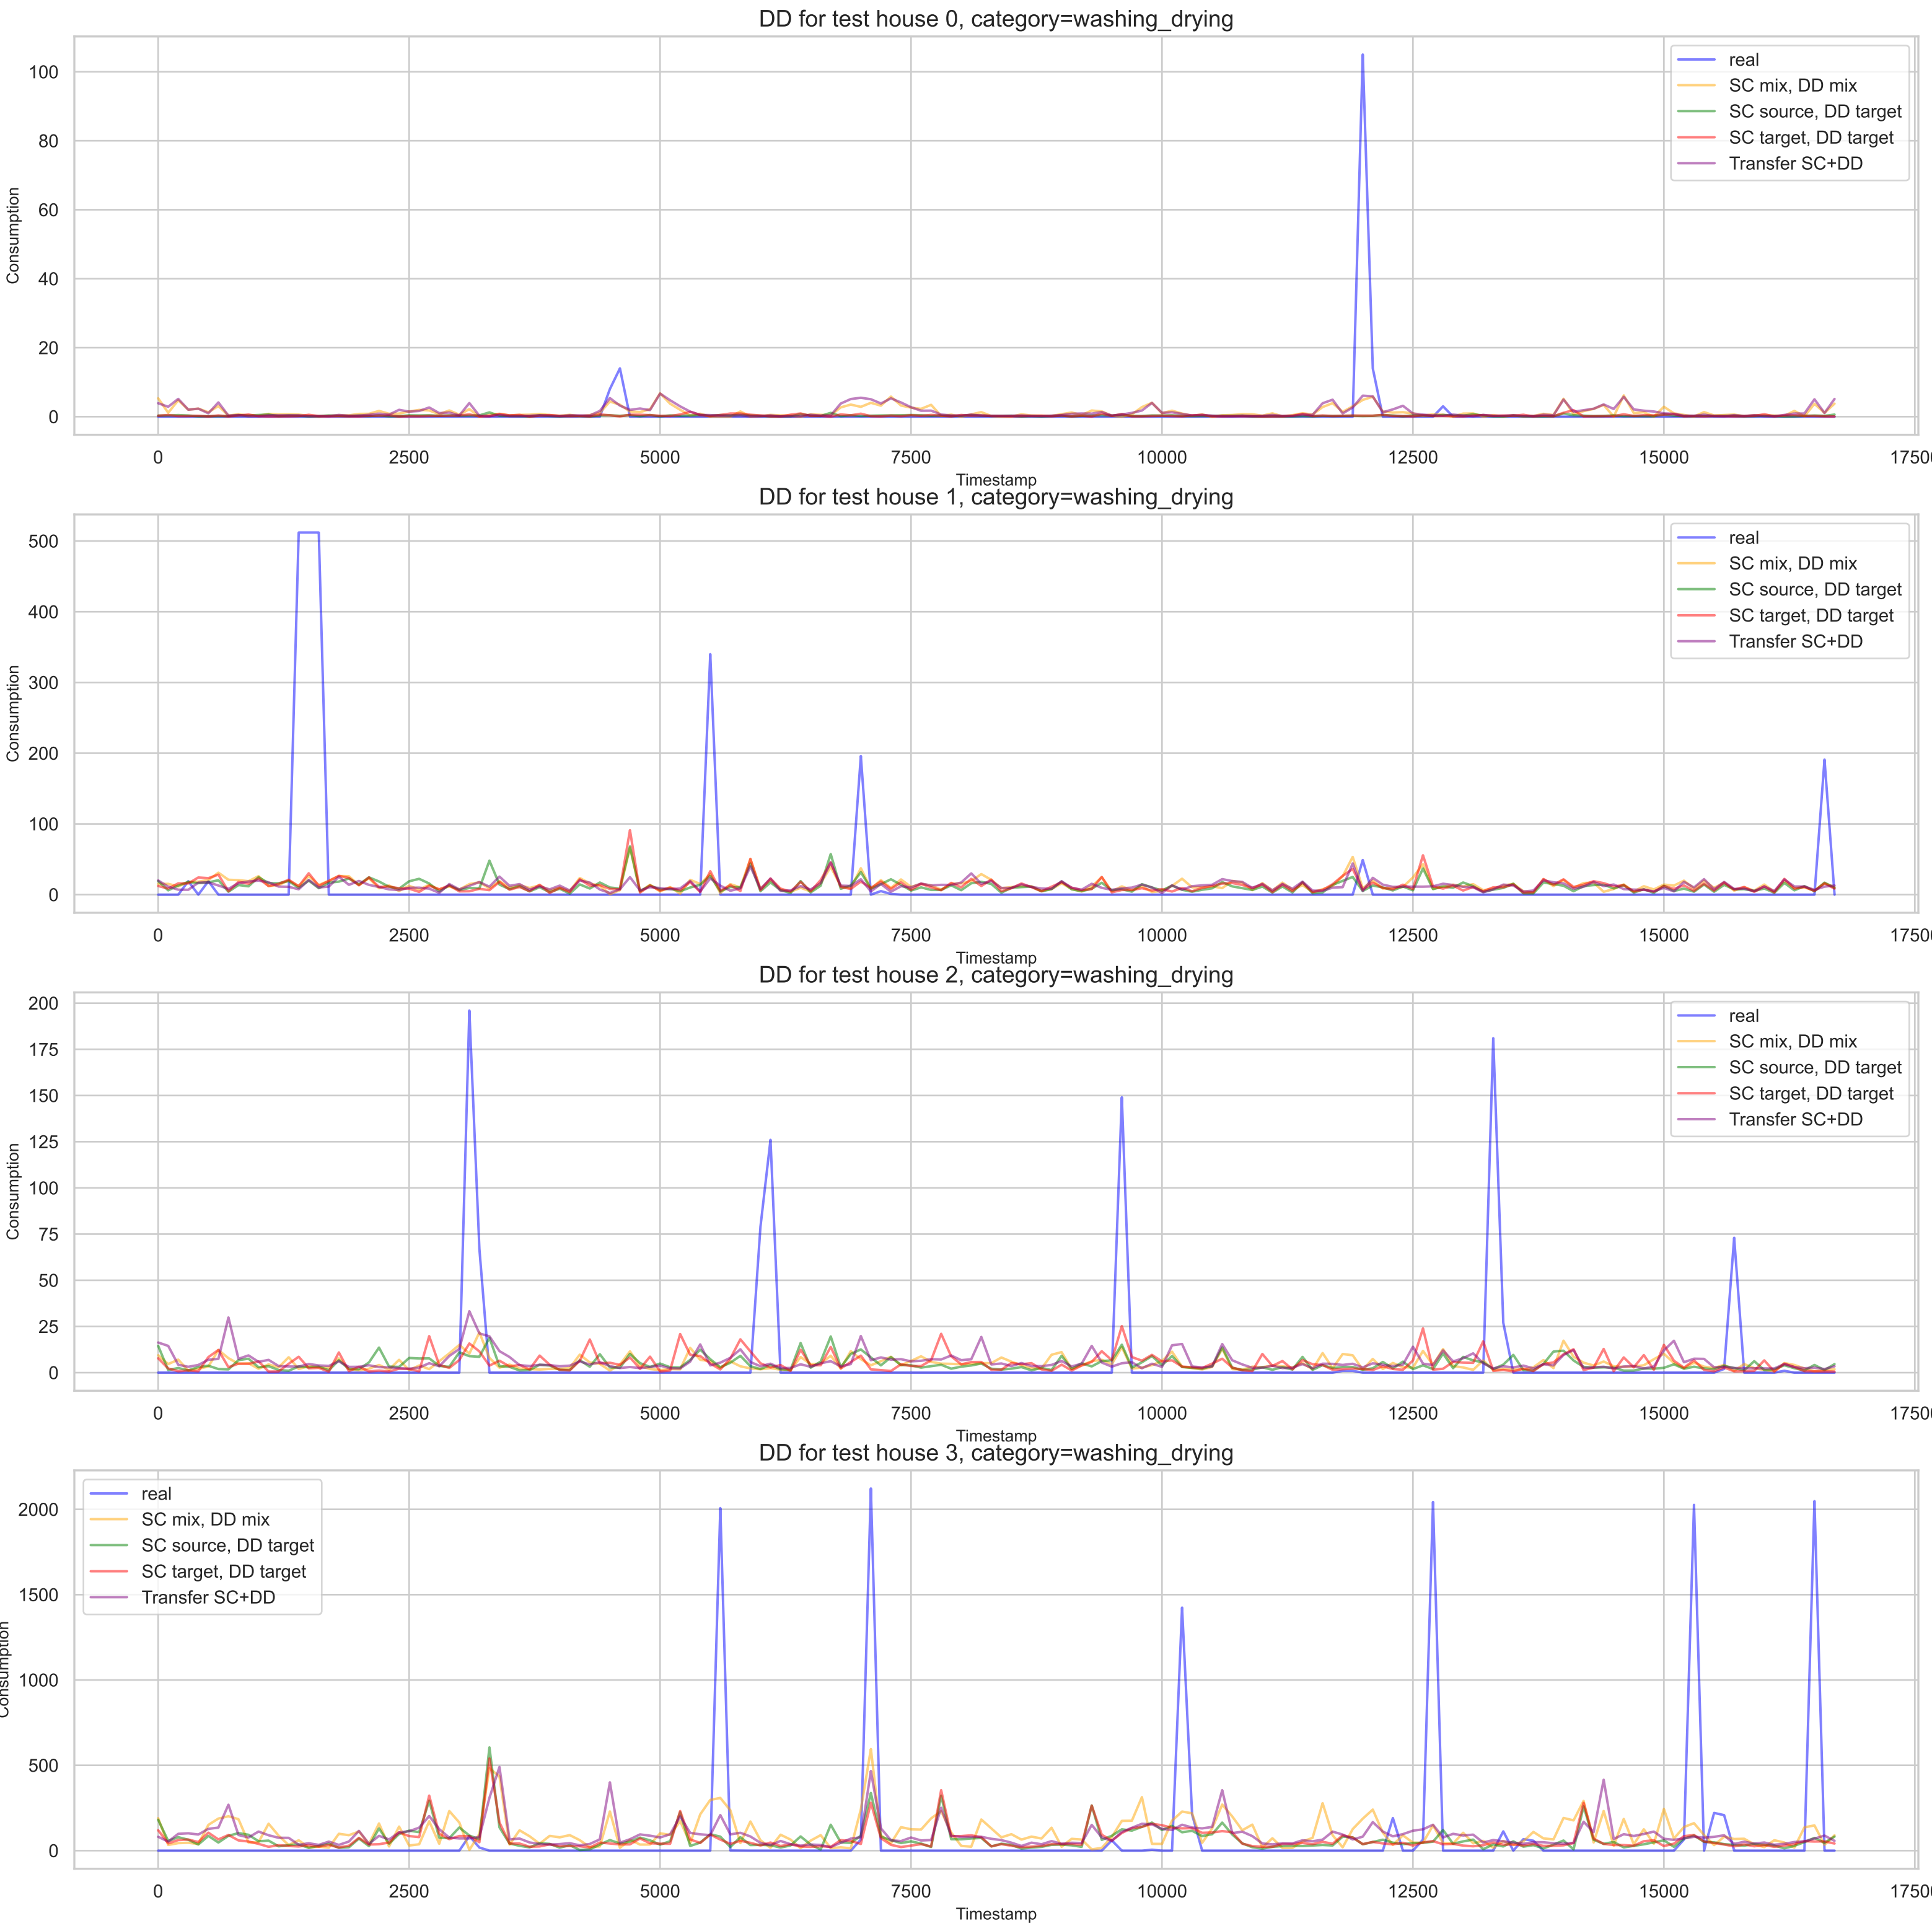 DD for test house 0, category=washing_drying
100
80
60
40
20
0
Consumption
real
SC mix, DD mix
SC source, DD target
SC target, DD target
Transfer SC+DD
0 2500 5000 7500 10000 12500 15000 1750
Timestamp
DD for test house 1, category=washing_drying
500
400
300
200
100
0
Consumption
real
SC mix, DD mix
SC source, DD target
SC target, DD target
Transfer SC+DD
0 2500 5000 7500 10000 12500 15000 1750
Timestamp
DD for test house 2, category=washing_drying
200
175
150
125
100
75
50
25
0
Consumption
real
SC mix, DD mix
SC source, DD target
SC target, DD target
Transfer SC+DD
0 2500 5000 7500 10000 12500 15000 1750
Timestamp
DD for test house 3, category=washing_drying
2000
1500
1000
500
0
Consumption
real
SC mix, DD mix
SC source, DD target
SC target, DD target
Transfer SC+DD
0 2500 5000 7500 10000 12500 15000 1750
Timestamp